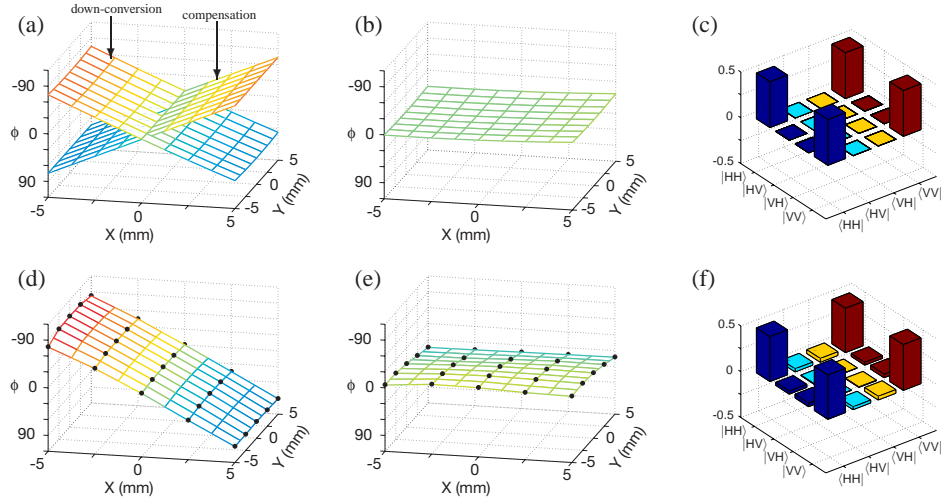 (a)
down-conversion
compensation
-90
ϕ
0
90
-5
0
5
X (mm)
-5
0
5
Y (mm)
(b)
-90
ϕ
0
90
-5
0
5
X (mm)
-5
0
5
Y (mm)
(c)
0.5
0
-0.5
|HH⟩
|HV⟩
|VH⟩
|VV⟩
⟨HH|
⟨HV|
⟨VH|
⟨VV|
(d)
-90
ϕ
0
90
-5
0
5
X (mm)
-5
0
5
Y (mm)
(e)
-90
ϕ
0
90
-5
0
5
X (mm)
-5
0
5
Y (mm)
(f)
0.5
0
-0.5
|HH⟩
|HV⟩
|VH⟩
|VV⟩
⟨HH|
⟨HV|
⟨VH|
⟨VV|